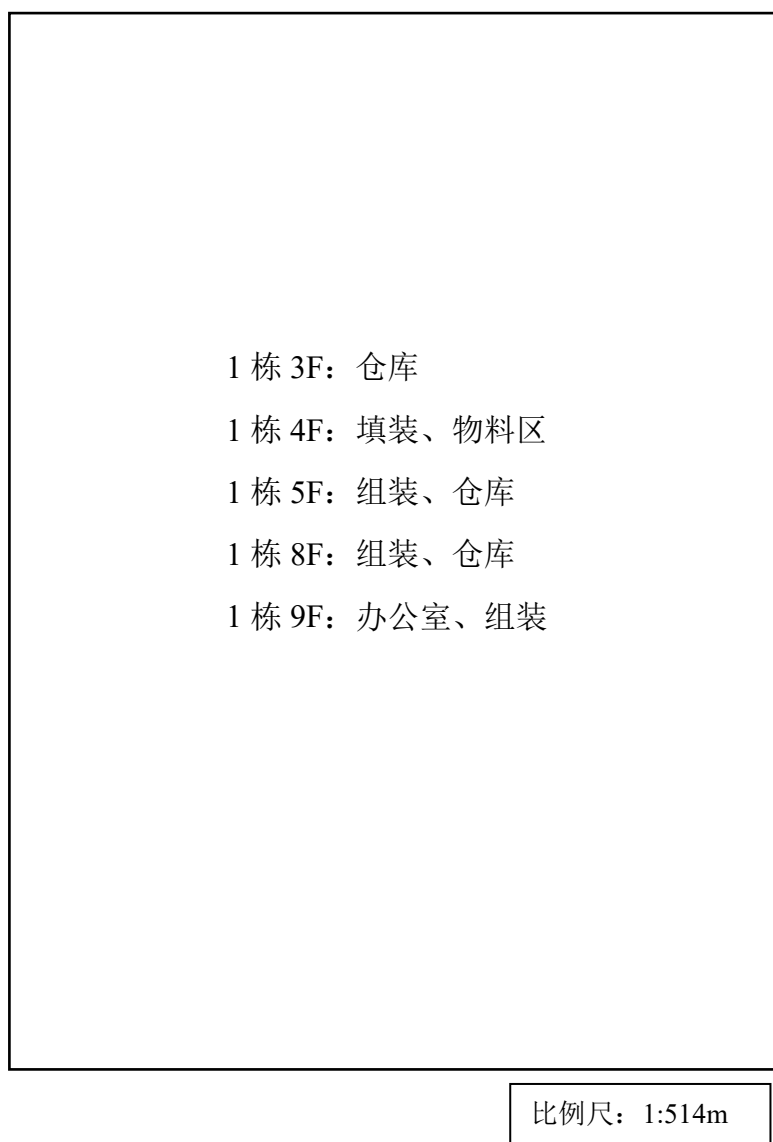 1 栋 3F：仓库
1 栋 4F：填装、物料区
1 栋 5F：组装、仓库
1 栋 8F：组装、仓库
1 栋 9F：办公室、组装
比例尺：1:514m